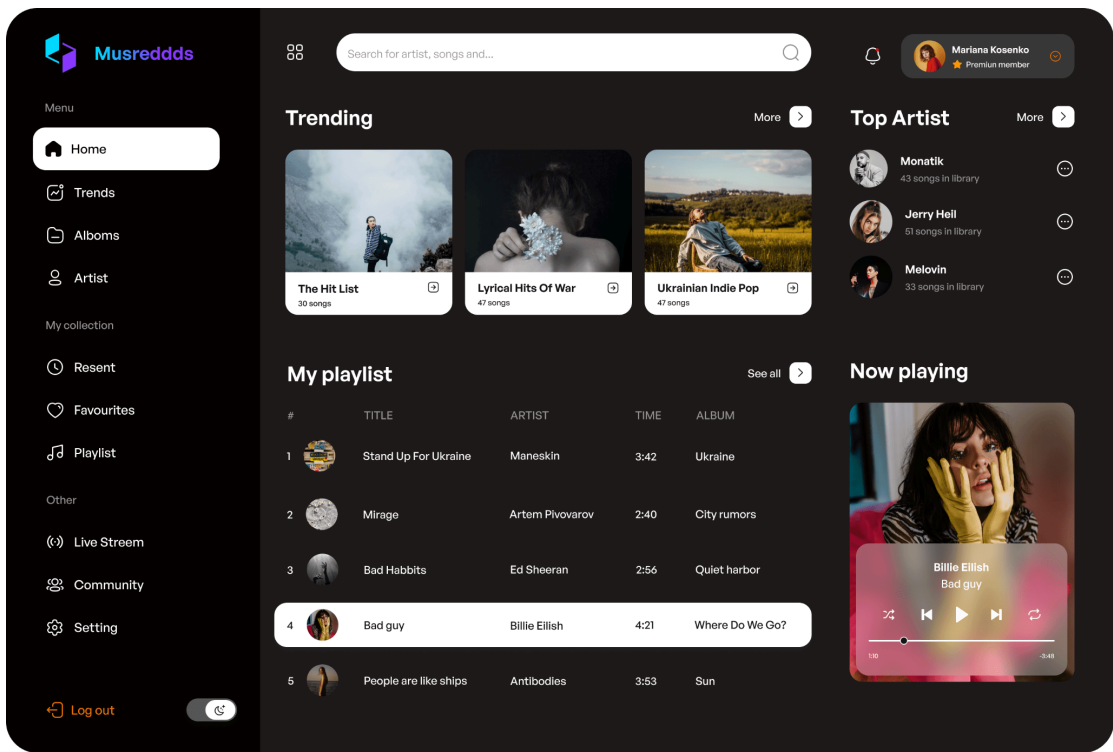 Musreddds
Menu
Home
Trends
Alboms
Artist
My collection
Resent
Favourites
Playlist
Other
Live Streem
Community
Setting
Log out
Search for artist, songs and...
Mariana Kosenko
Premiun member
Trending
More
The Hit List
30 songs
Lyrical Hits Of War
47 songs
Ukrainian Indie Pop
47 songs
Top Artist
More
Monatik
43 songs in library
Jerry Heil
51 songs in library
Melovin
33 songs in library
My playlist
See all
# TITLE ARTIST TIME ALBUM
1 Stand Up For Ukraine Maneskin 3:42 Ukraine
2 Mirage Artem Pivovarov 2:40 City rumors
3 Bad Habbits Ed Sheeran 2:56 Quiet harbor
4 Bad guy Billie Eilish 4:21 Where Do We Go?
5 People are like ships Antibodies 3:53 Sun
Now playing
Billie Eilish
Bad guy
1:10 -3:48